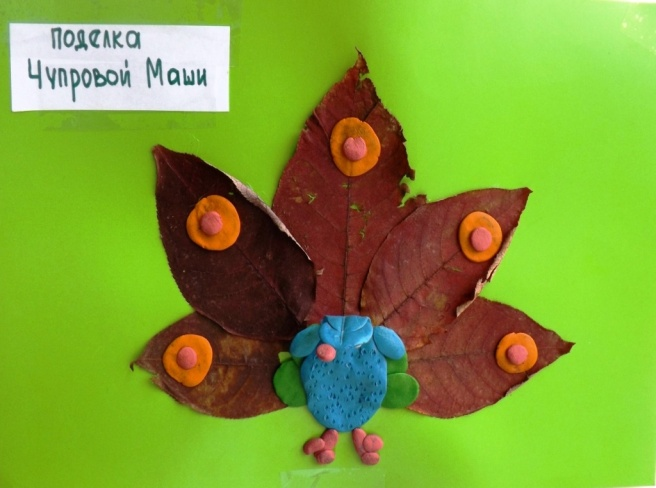 поделка
Чупровой Маши